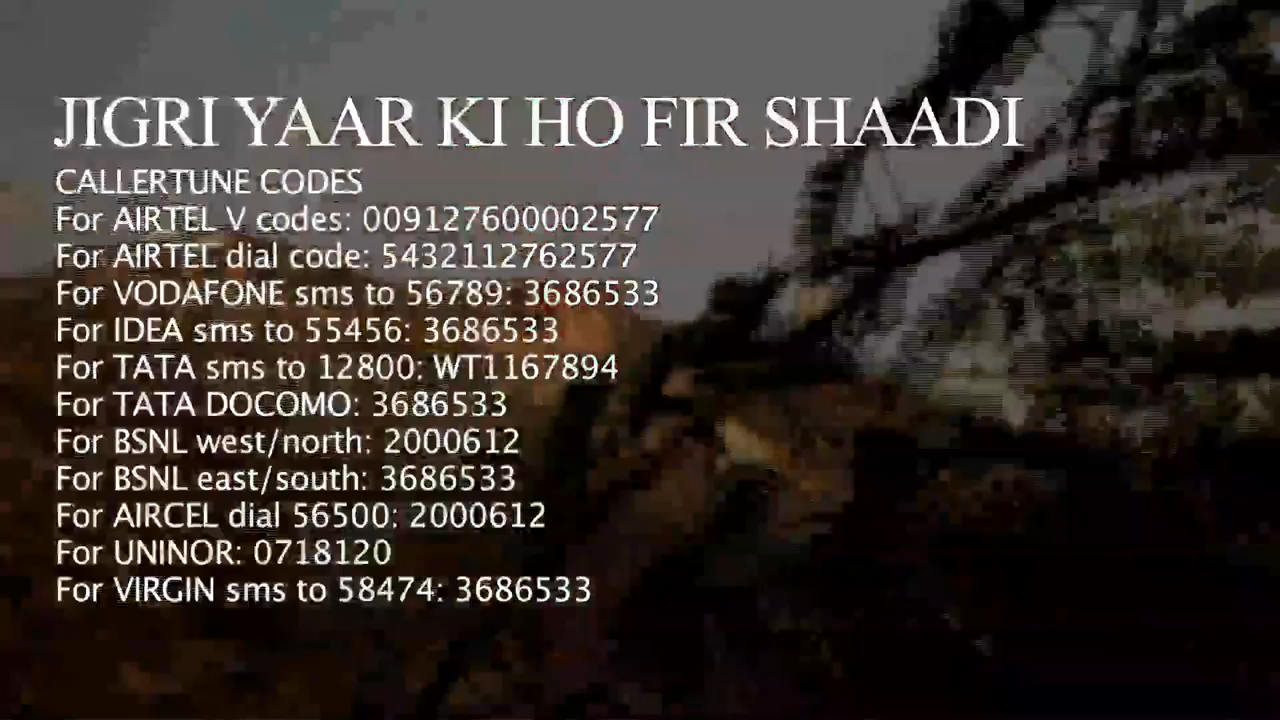 JIGRI YAAR KI HO FIR SHAADI
CALLERTUNE CODES
For AIRTEL V codes: 009127600002577
For AIRTEL dial code: 5432112762577
For VODAFONE sms to 56789: 3686533
For IDEA sms to 55456: 3686533
For TATA sms to 12800: WT1167894
For TATA DOCOMO: 3686533
For BSNL west/north: 2000612
For BSNL east/south: 3686533
For AIRCEL dial 56500: 2000612
For UNINOR: 0718120
For VIRGIN sms to 58474: 3686533